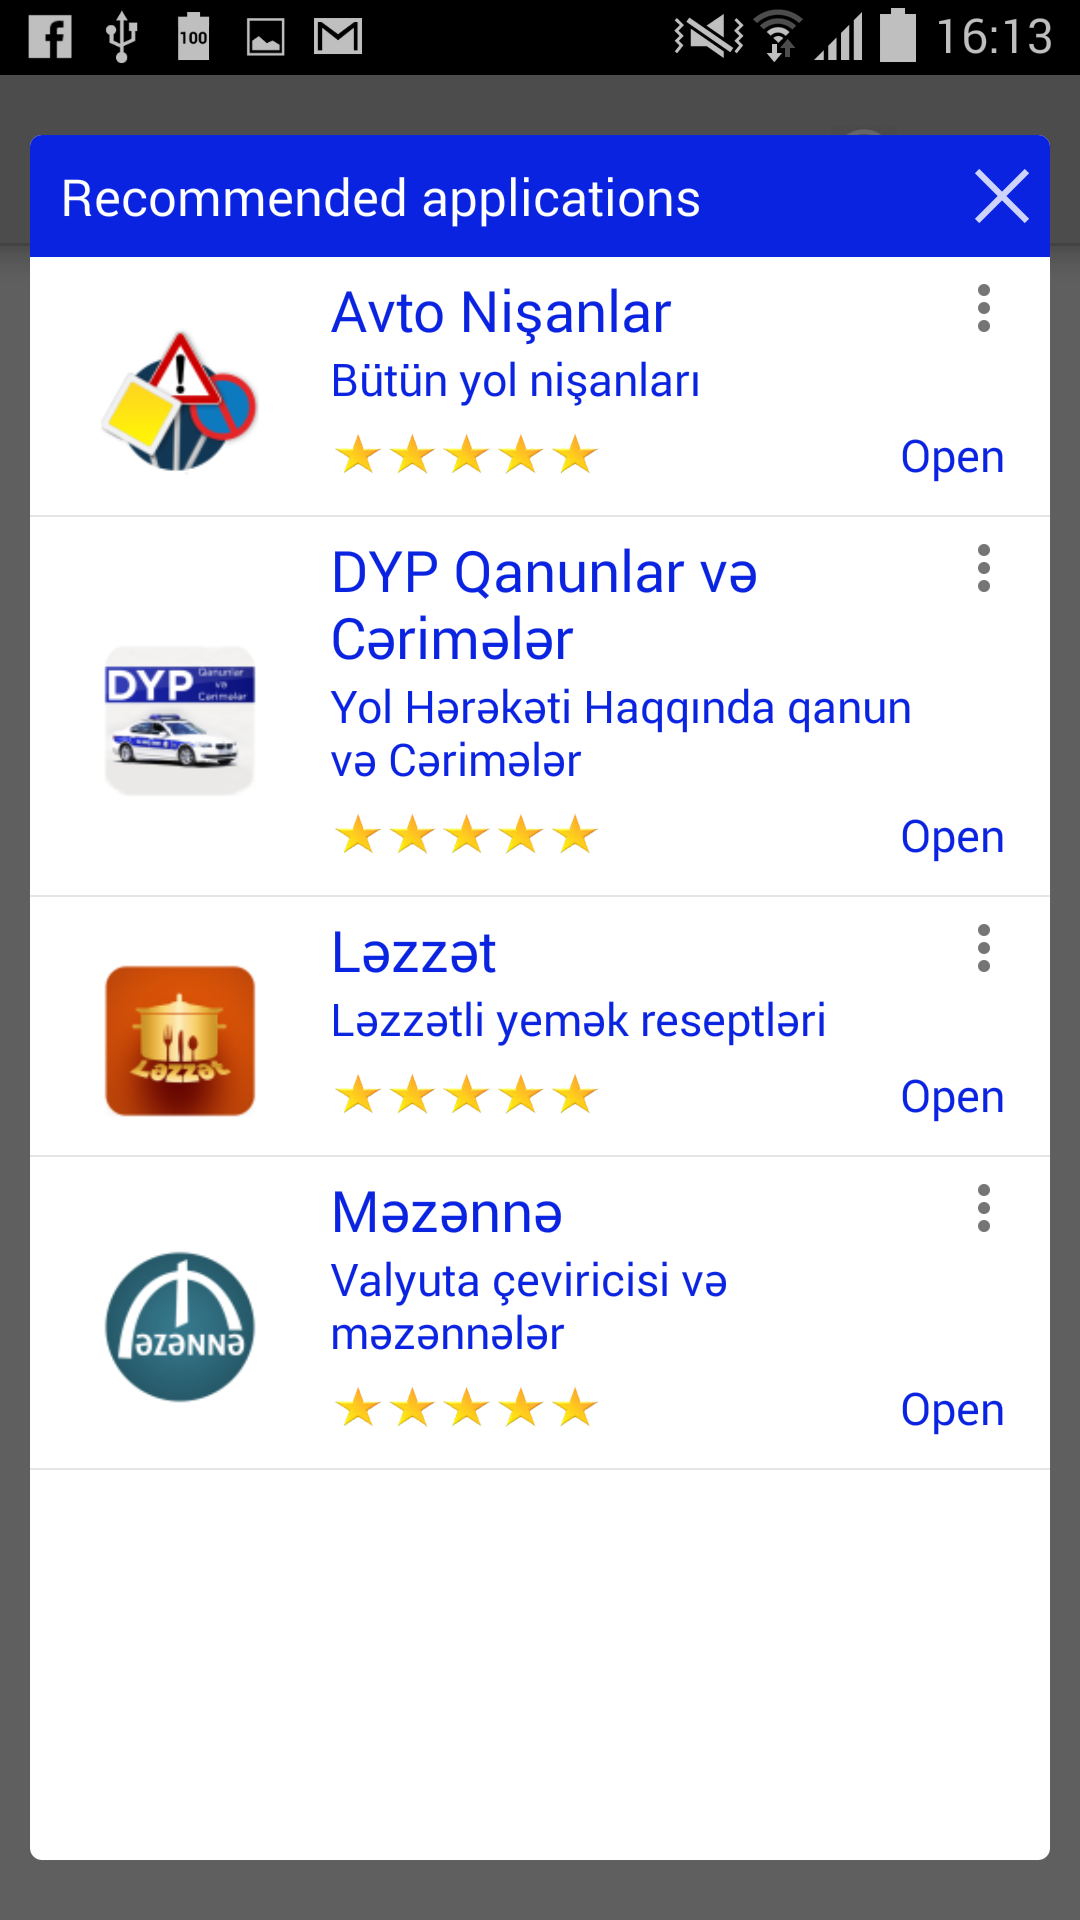 100
16:13
Recommended applications
Avto Nişanlar
Bütün yol nişanları
Open
DYP Qanunlar və
Cərimələr
DYP
Qanunlar
və
Cərimələr
Yol Hərəkəti Haqqında qanun
və Cərimələr
Open
Ləzzət
Ləzzətli yemək reseptləri
Ləzzət
Open
Məzənnə
Valyuta çeviricisi və
məzənnələr
əzənnə
Open